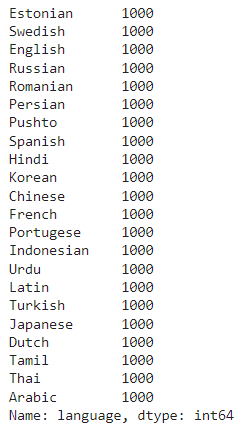 Estonian 1000
Swedish 1000
English 1000
Russian 1000
Romanian 1000
Persian 1000
Pushto 1000
Spanish 1000
Hindi 1000
Korean 1000
Chinese 1000
French 1000
Portugese 1000
Indonesian 1000
Urdu 1000
Latin 1000
Turkish 1000
Japanese 1000
Dutch 1000
Tamil 1000
Thai 1000
Arabic 1000
Name: language, dtype: int64